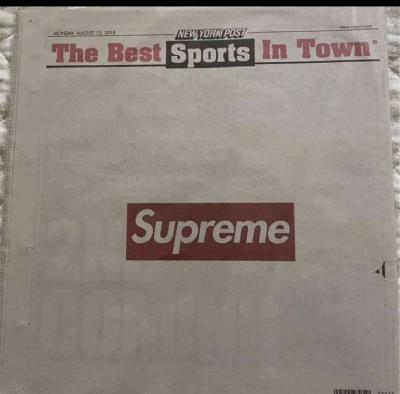 NEW YORK POST
MONDAY, AUGUST 13, 2018
The Best Sports In Town
Supreme